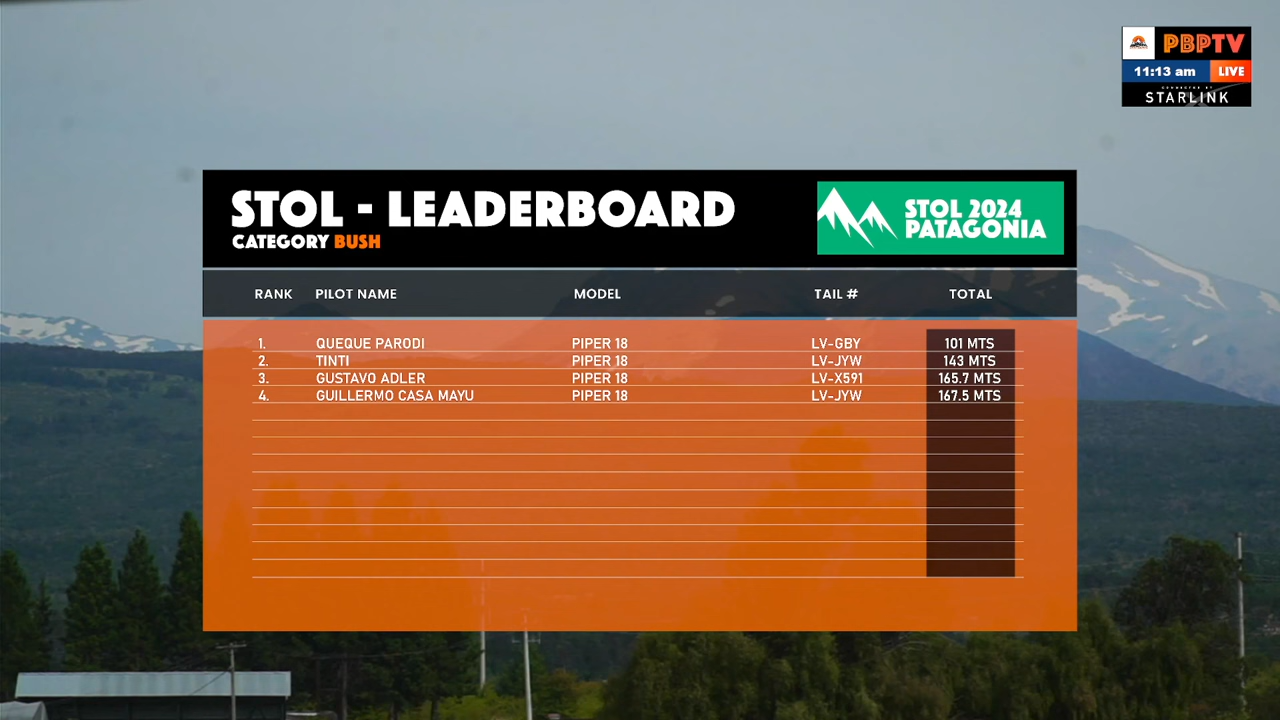 PBPTV
11:13 am LIVE
STARLINK
STOL - LEADERBOARD
CATEGORY BUSH
STOL 2024
PATAGONIA
RANK PILOT NAME MODEL TAIL # TOTAL
1. QUEQUE PARODI PIPER 18 LV-GBY 101 MTS
2. TINTI PIPER 18 LV-JYW 143 MTS
3. GUSTAVO ADLER PIPER 18 LV-X591 165.7 MTS
4. GUILLERMO CASA MAYU PIPER 18 LV-JYW 167.5 MTS